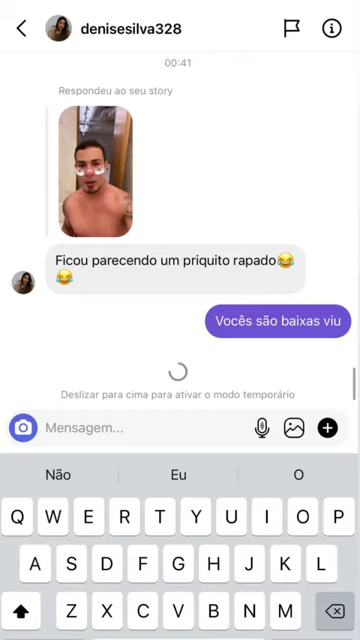 denisesilva328
00:41
Respondeu ao seu story
Ficou parecendo um priquito rapado😂
😂
Vocês são baixas viu
Deslizar para cima para ativar o modo temporário
Mensagem...
Não Eu O
Q W E R T Y U I O P
A S D F G H J K L
Z X C V B N M